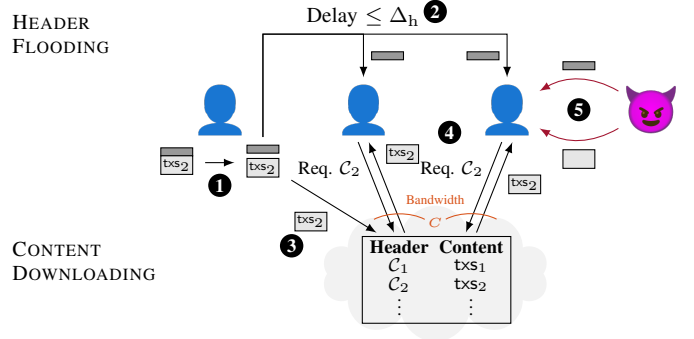 HEADER
FLOODING
Delay ≤ Δh 2
txs2
1
txs2
Req. C2
txs2
4
Req. C2
txs2
5
3
txs2
Bandwidth
C
CONTENT
DOWNLOADING
Header Content
C1 txs1
C2 txs2
⋮ ⋮